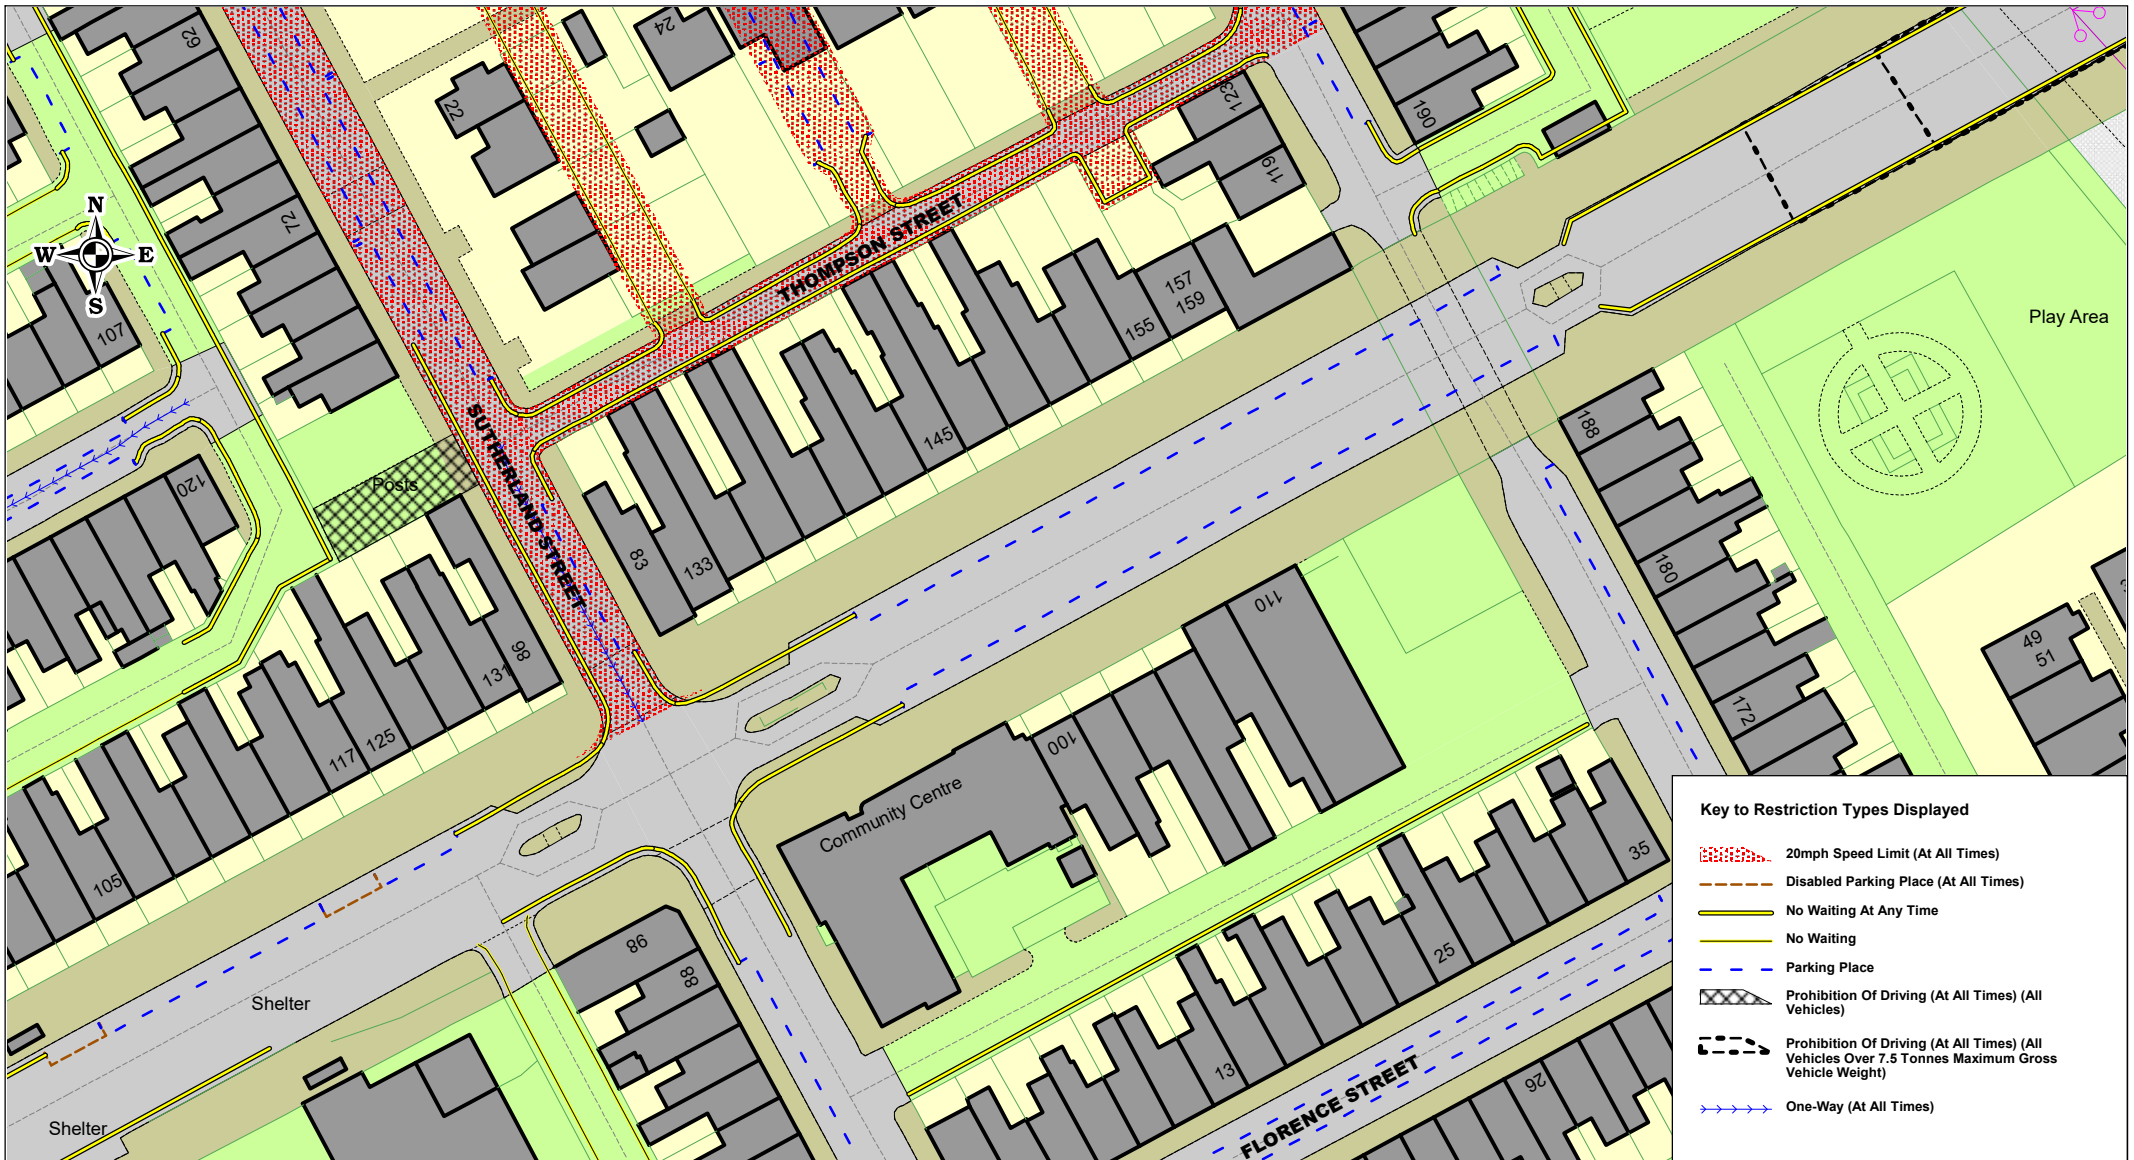 62
24
22
72
123
119
190
N
W
E
S
107
THOMPSON STREET
157
159
155
145
Play Area
188
SUTHERLAND STREET
Posts
120
83
133
180
110
98
131
49
51
172
117
125
100
Community Centre
105
86
88
35
25
13
26
Shelter
Shelter
FLORENCE STREET
Key to Restriction Types Displayed
20mph Speed Limit (At All Times)
Disabled Parking Place (At All Times)
No Waiting At Any Time
No Waiting
Parking Place
Prohibition Of Driving (At All Times) (All
Vehicles)
Prohibition Of Driving (At All Times) (All
Vehicles Over 7.5 Tonnes Maximum Gross
Vehicle Weight)
One-Way (At All Times)